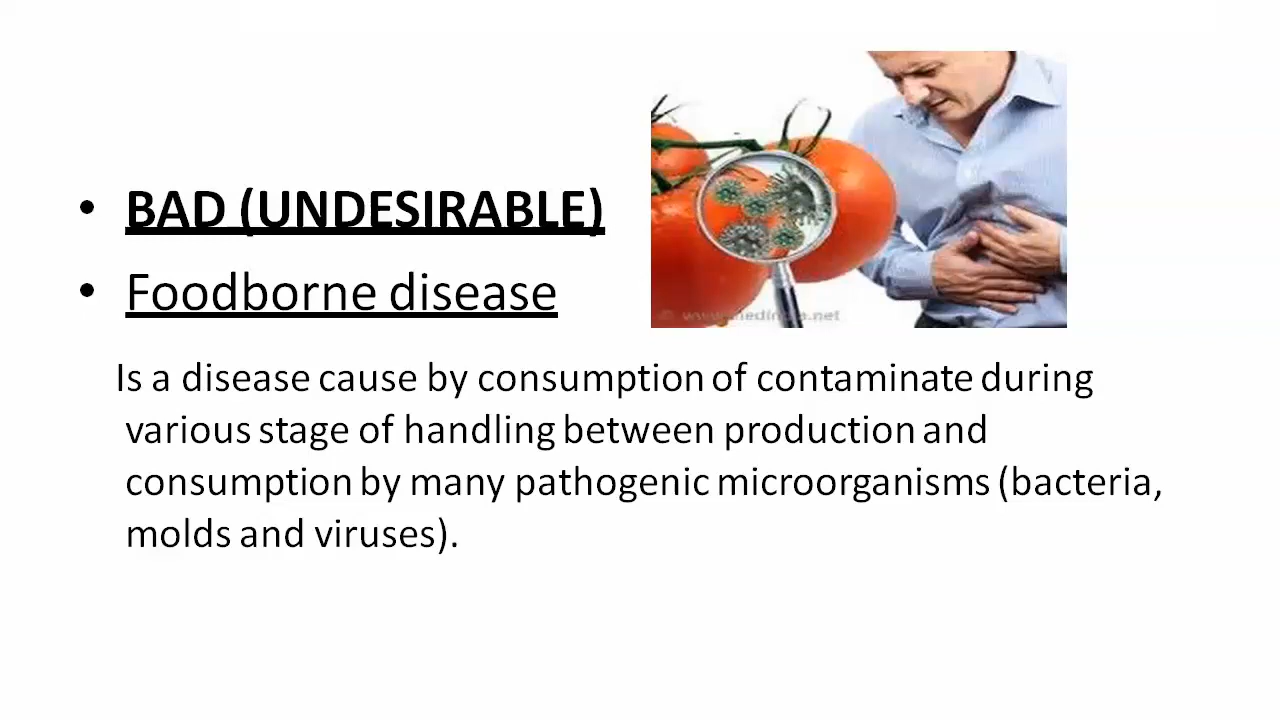 • BAD (UNDESIRABLE)
• Foodborne disease
Is a disease cause by consumption of contaminate during
various stage of handling between production and
consumption by many pathogenic microorganisms (bacteria,
molds and viruses).